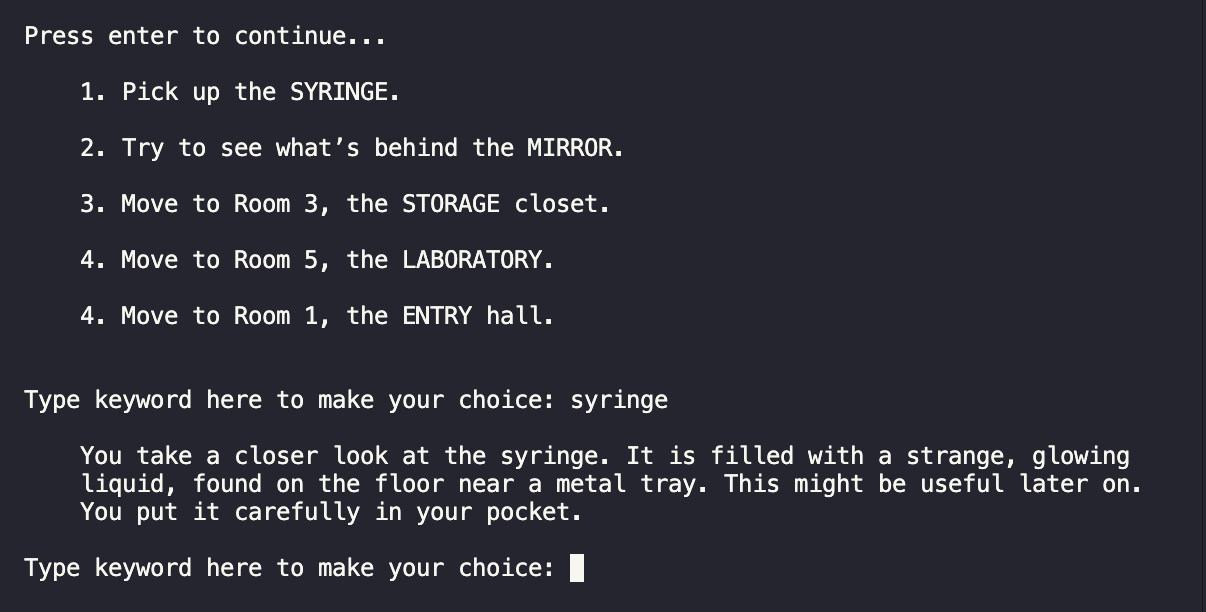 Press enter to continue...
1. Pick up the SYRINGE.
2. Try to see what’s behind the MIRROR.
3. Move to Room 3, the STORAGE closet.
4. Move to Room 5, the LABORATORY.
4. Move to Room 1, the ENTRY hall.
Type keyword here to make your choice: syringe
You take a closer look at the syringe. It is filled with a strange, glowing
liquid, found on the floor near a metal tray. This might be useful later on.
You put it carefully in your pocket.
Type keyword here to make your choice: